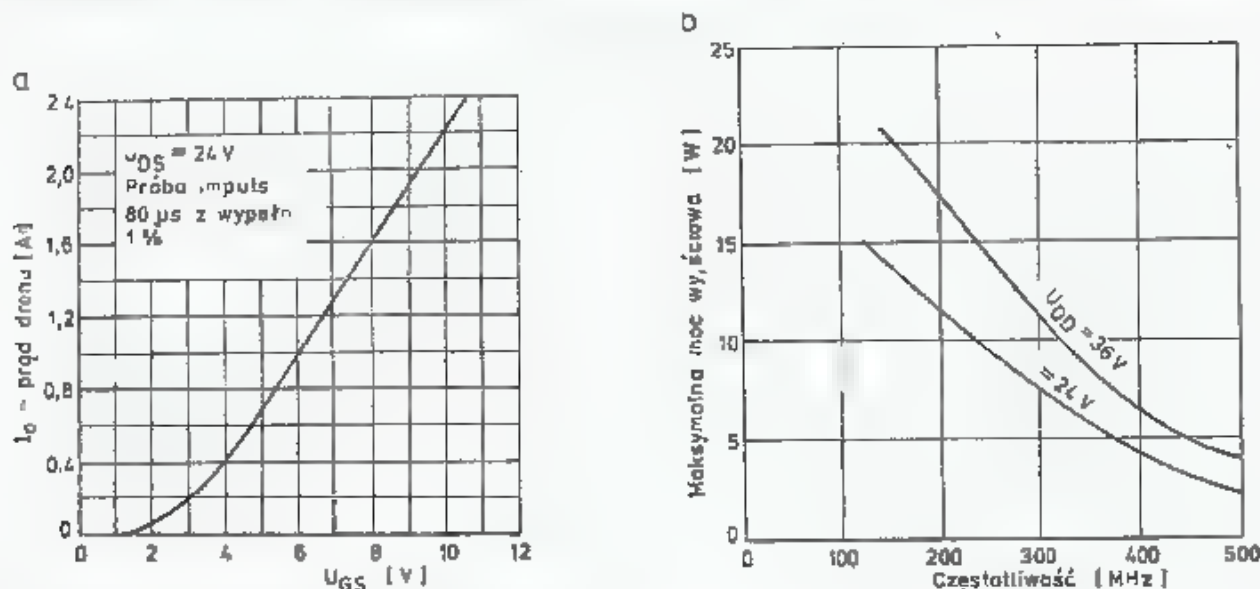 a
I_D - prąd drenu [A]
2.4
2,0
1,6
1,2
0,8
0,4
0
U_DS = 24 V
Próba impuls
80 µs z wypełn
1 %
0 2 4 6 8 10 12
U_GS [V]
b
Maksymalna moc wyjściowa [W]
25
20
15
10
5
0
U_DD = 36 V
= 24 V
0 100 200 300 400 500
Częstotliwość [MHz]